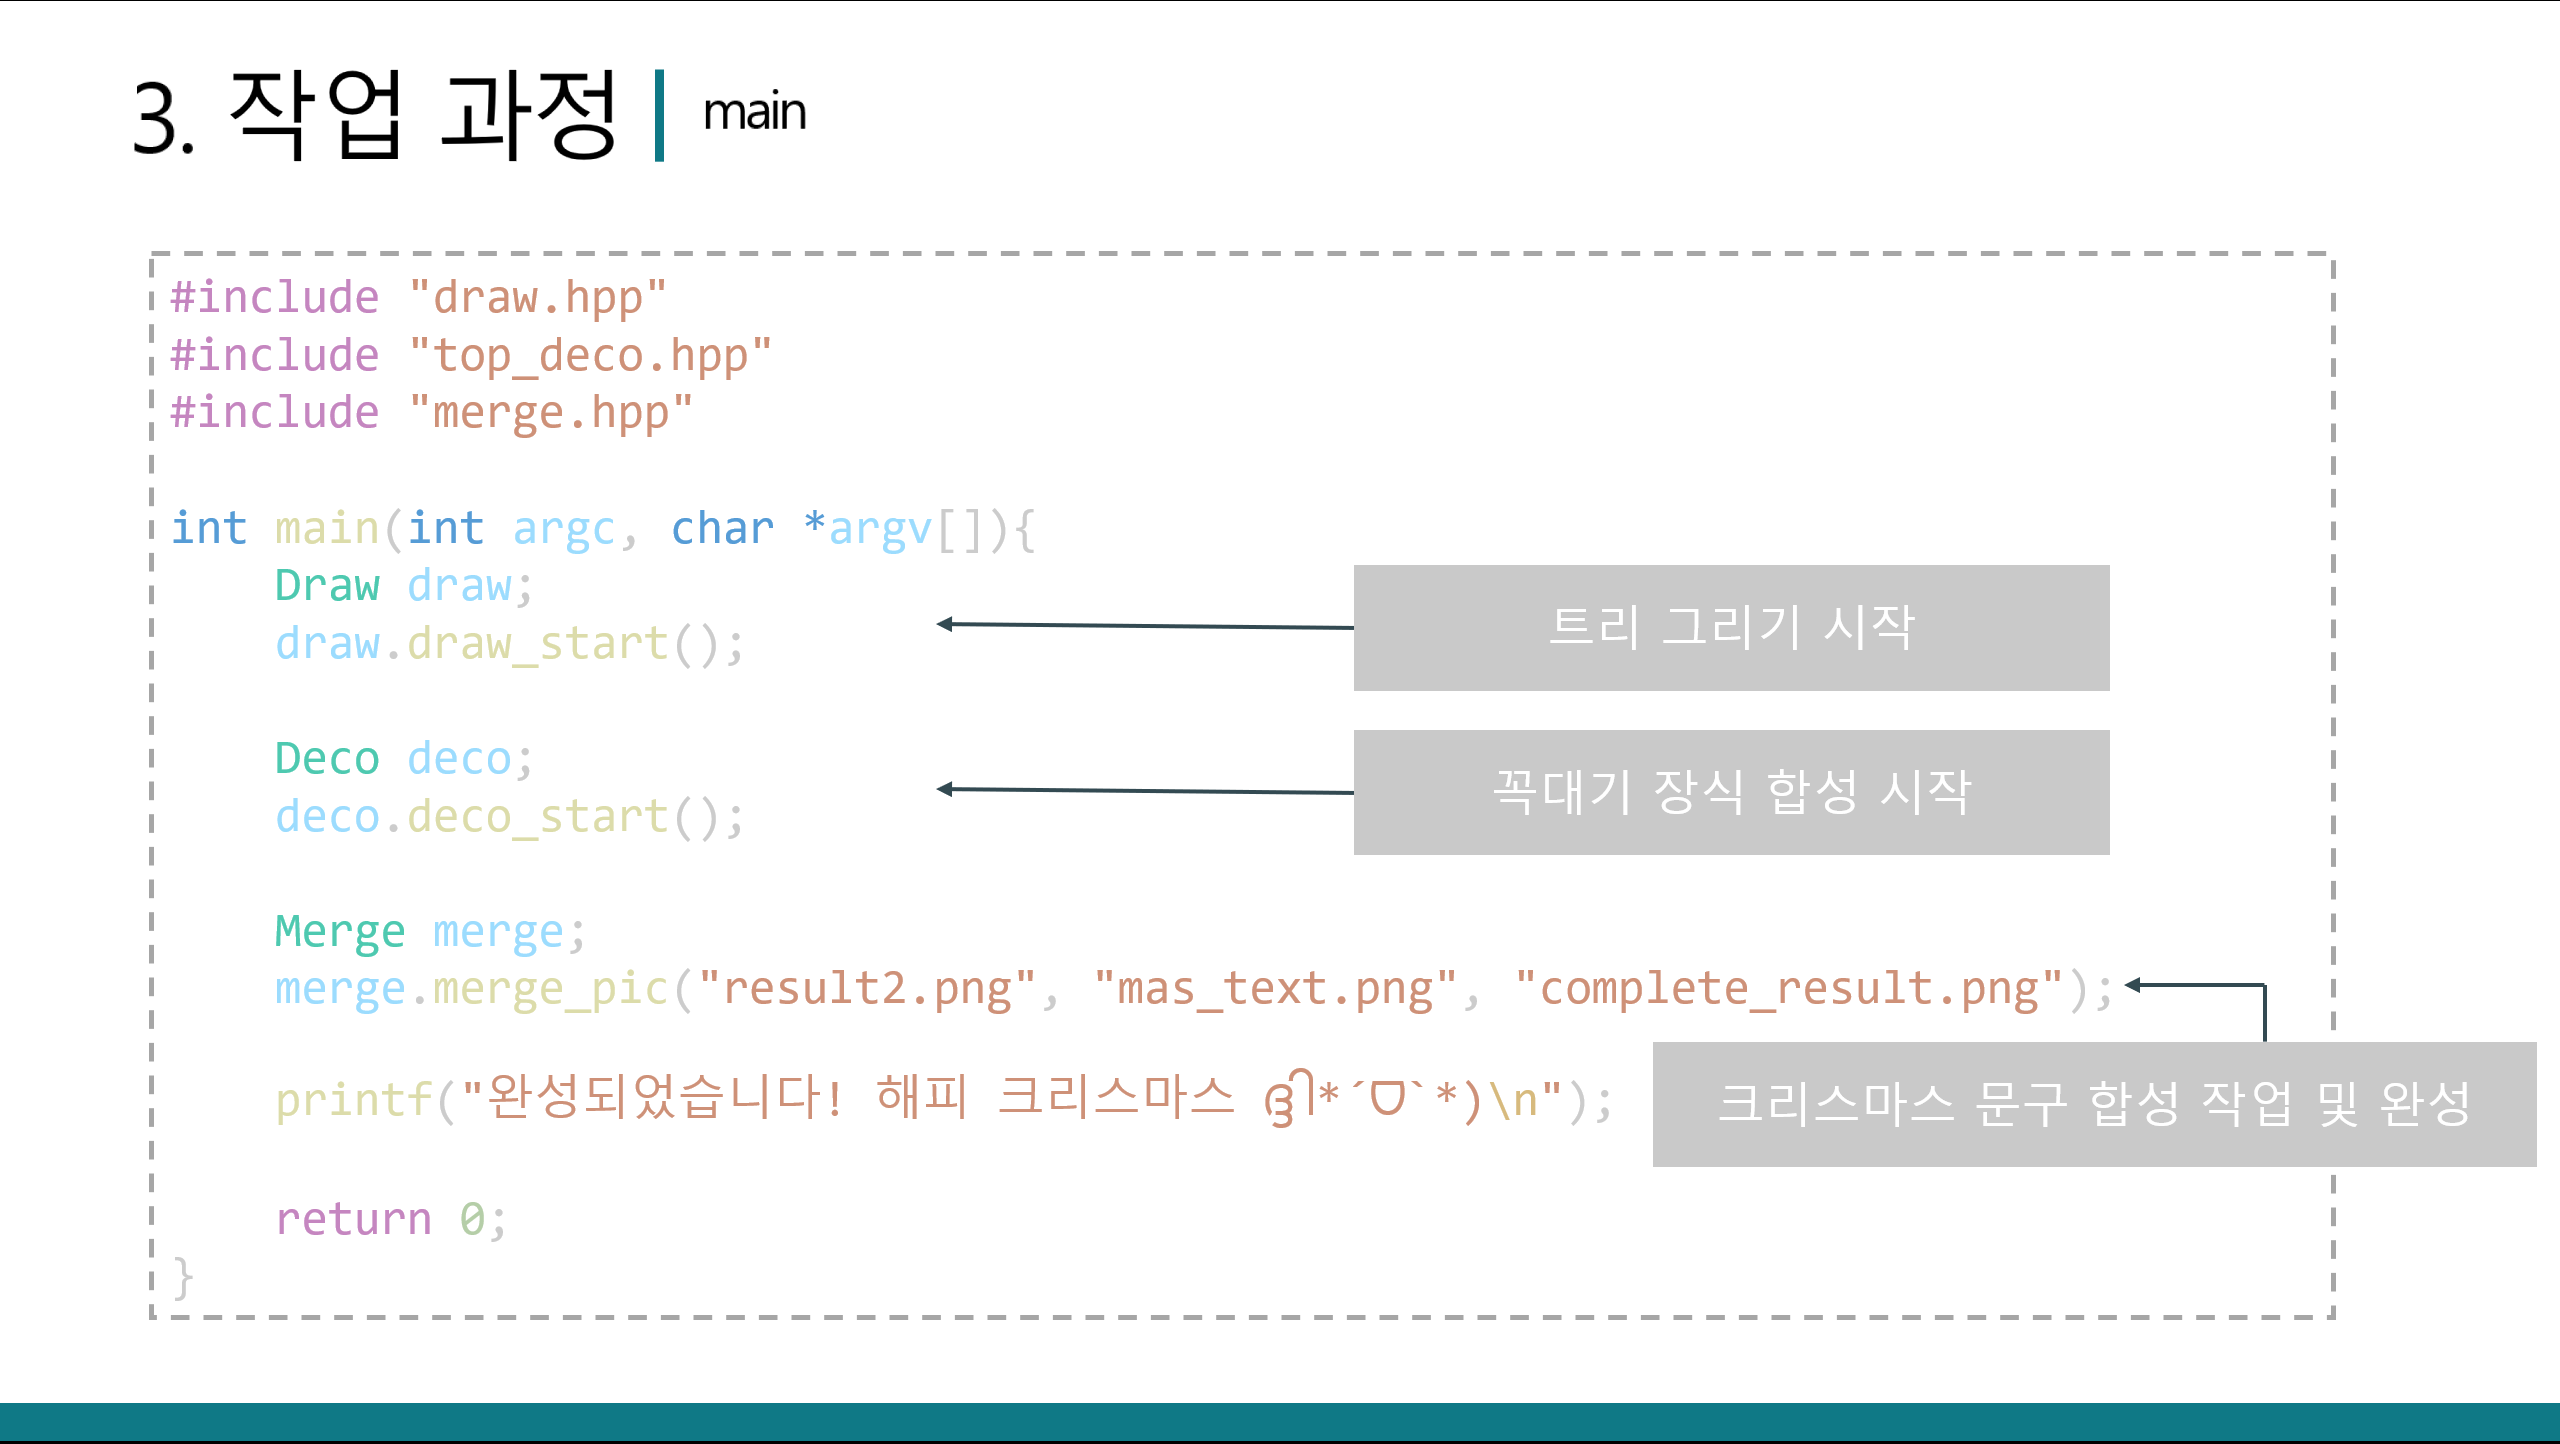 3. 작업 과정 main
#include "draw.hpp"
#include "top_deco.hpp"
#include "merge.hpp"
int main(int argc, char *argv[]){
Draw draw;
draw.draw_start();
트리 그리기 시작
Deco deco;
deco.deco_start();
꼭대기 장식 합성 시작
Merge merge;
merge.merge_pic("result2.png", "mas_text.png", "complete_result.png");
printf("완성되었습니다! 해피 크리스마스 ദ്ദി*ˊᗜˋ*)\n");
크리스마스 문구 합성 작업 및 완성
return 0;
}